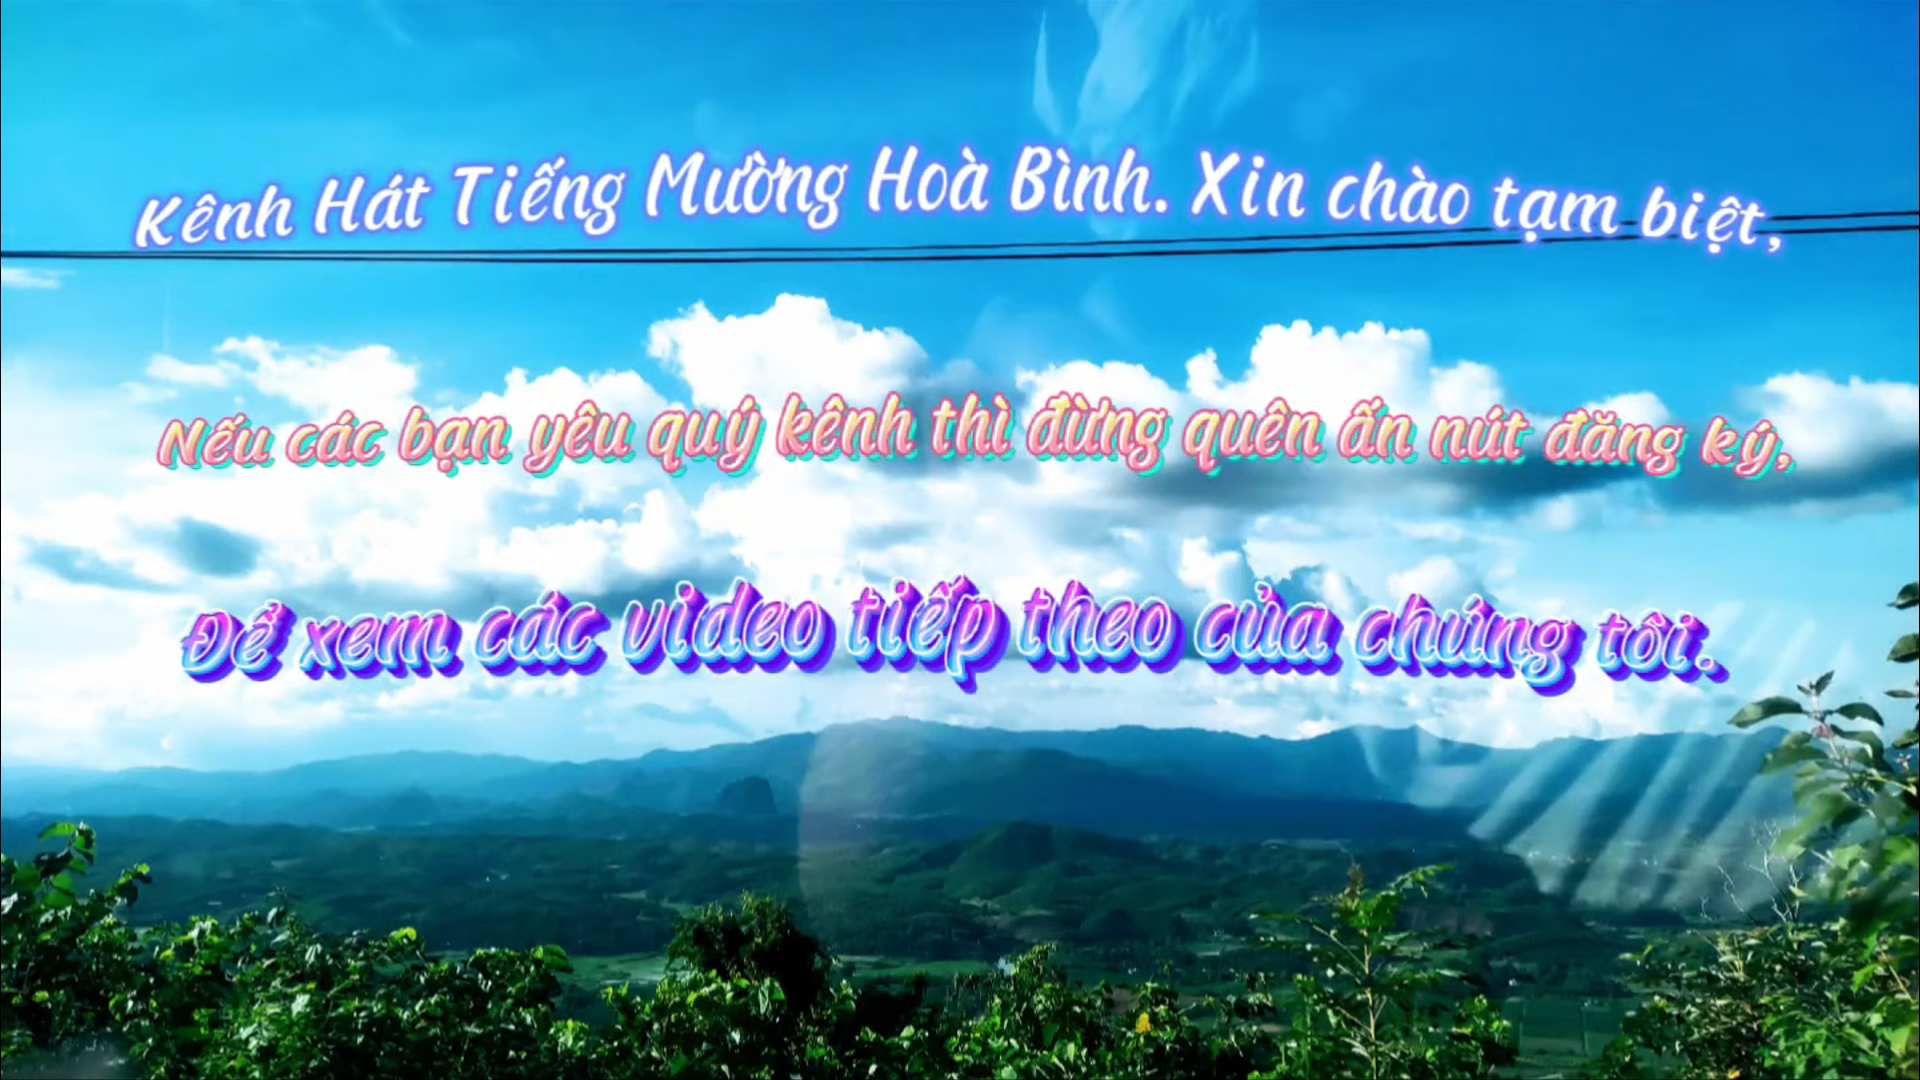 Kênh Hát Tiếng Mường Hoà Bình. Xin chào tạm biệt,
Nếu các bạn yêu quý kênh thì đừng quên ấn nút đăng ký,
Để xem các video tiếp theo của chúng tôi.